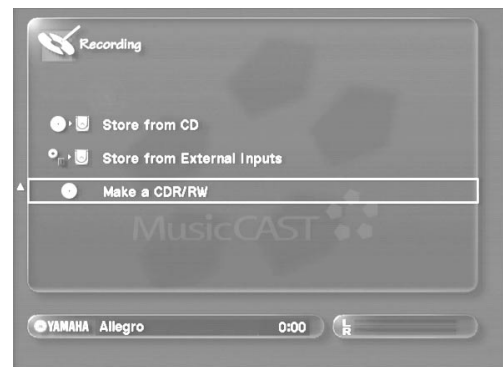 Recording
Store from CD
Store from External Inputs
Make a CDR/RW
MusicCAST
YAMAHA Allegro 0:00 L
R